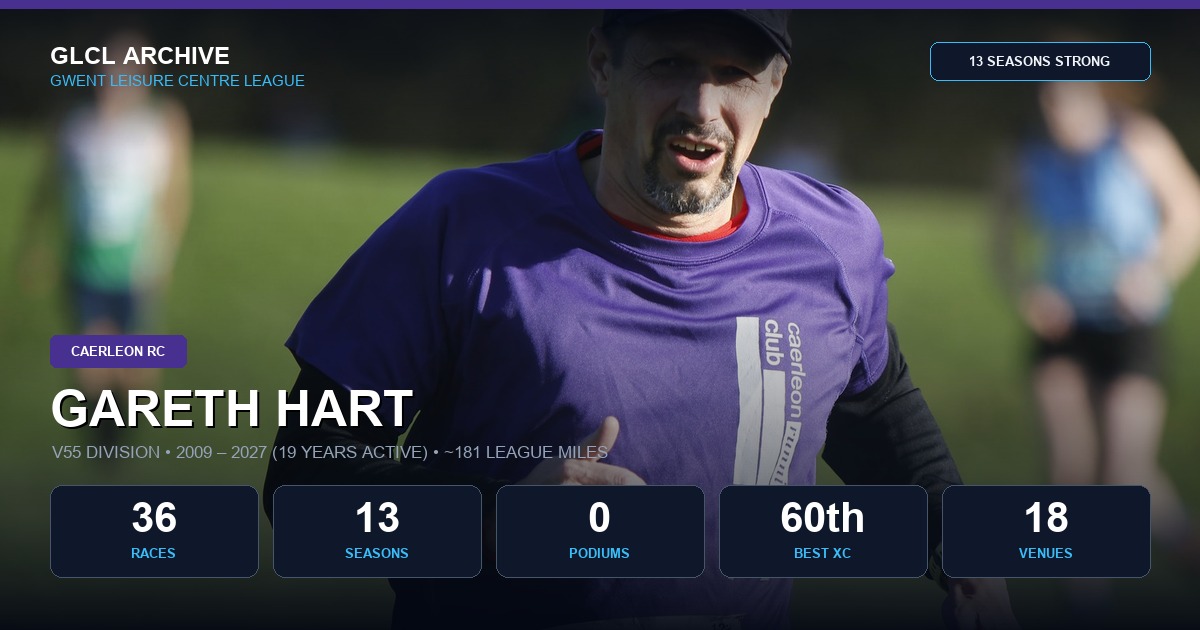 GLCL ARCHIVE
GWENT LEISURE CENTRE LEAGUE
13 SEASONS STRONG
caerleon
club
CAERLEON RC
GARETH HART
V55 DIVISION • 2009 – 2027 (19 YEARS ACTIVE) • ~181 LEAGUE MILES
36
RACES
13
SEASONS
0
PODIUMS
60th
BEST XC
18
VENUES